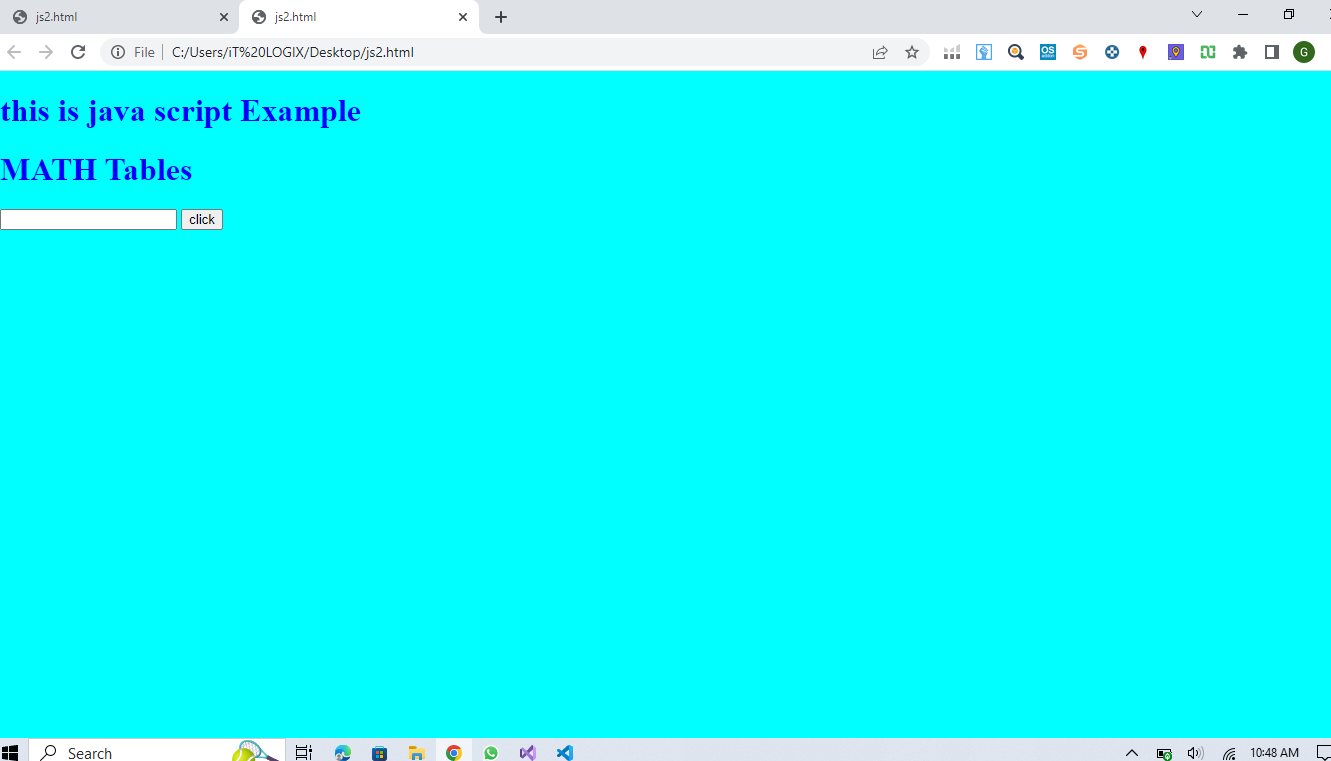 js2.html
js2.html
File C:/Users/iT%20LOGIX/Desktop/js2.html
OS
G
this is java script Example
MATH Tables
click
Search
10:48 AM